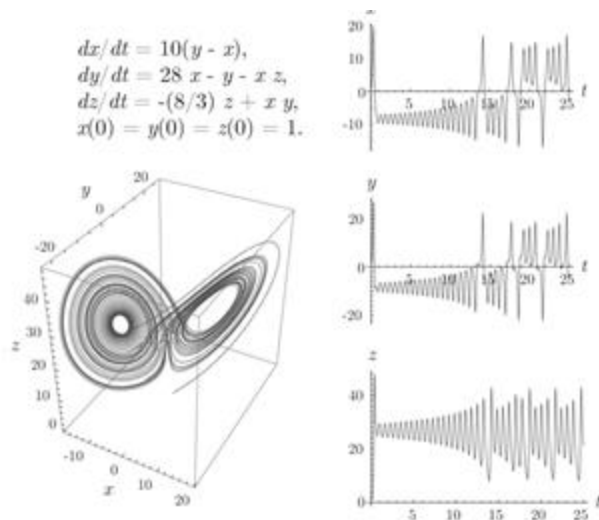 dx/dt = 10(y - x),
dy/dt = 28 x - y - x z,
dz/dt = -(8/3) z + x y,
x(0) = y(0) = z(0) = 1.
x
20
10
0
-10
5 10 15 20 25 t
y
20
0
-20
5 10 15 20 25 t
z
40
20
0
5 10 15 20 25 t
y
20
0
-20
z
40
30
20
10
0
-10
0
10
20
x